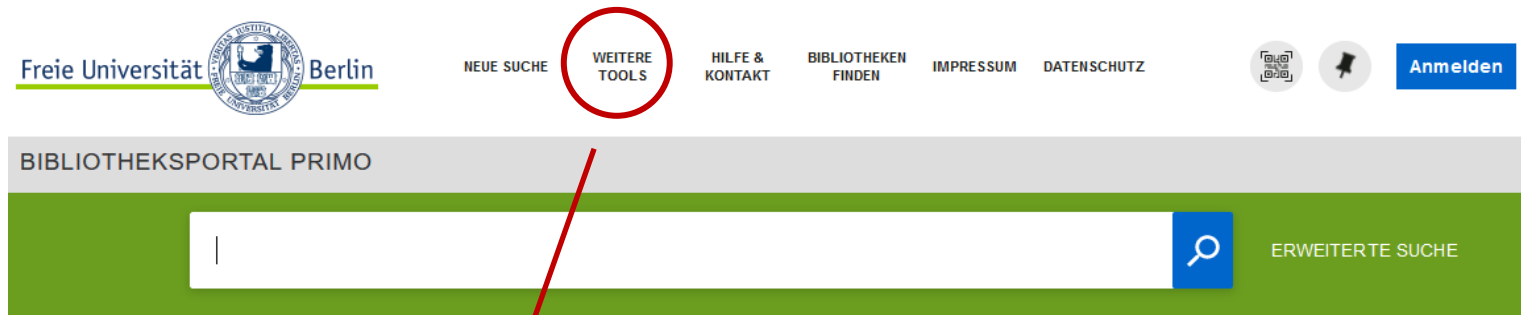 Freie Universität Berlin
NEUE SUCHE
WEITERE
TOOLS
HILFE &
KONTAKT
BIBLIOTHEKEN
FINDEN
IMPRESSUM
DATENSCHUTZ
Anmelden
BIBLIOTHEKSPORTAL PRIMO
ERWEITERTE SUCHE